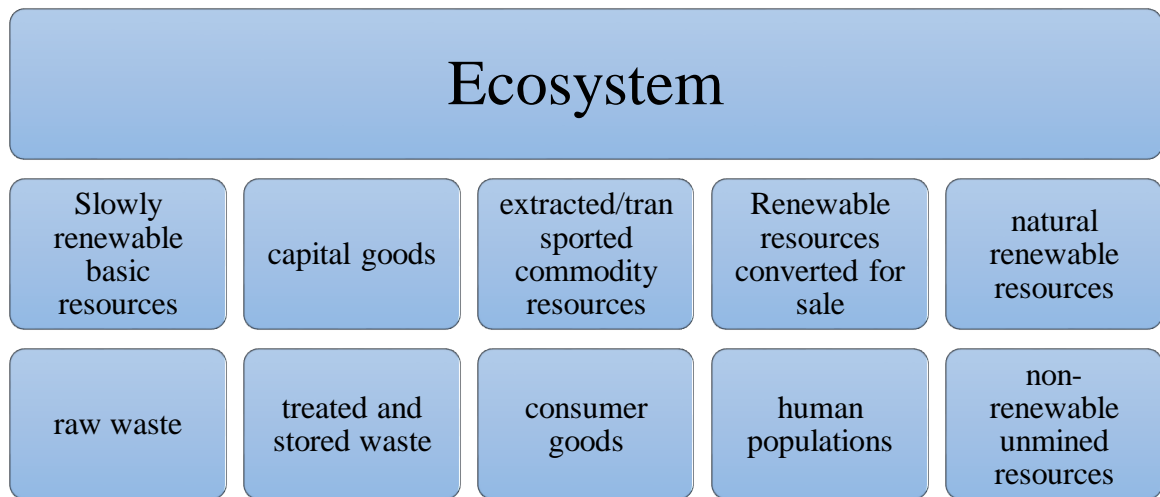 Ecosystem
Slowly
renewable
basic
resources
capital goods
extracted/tran
sported
commodity
resources
Renewable
resources
converted for
sale
natural
renewable
resources
raw waste
treated and
stored waste
consumer
goods
human
populations
non-
renewable
unmined
resources